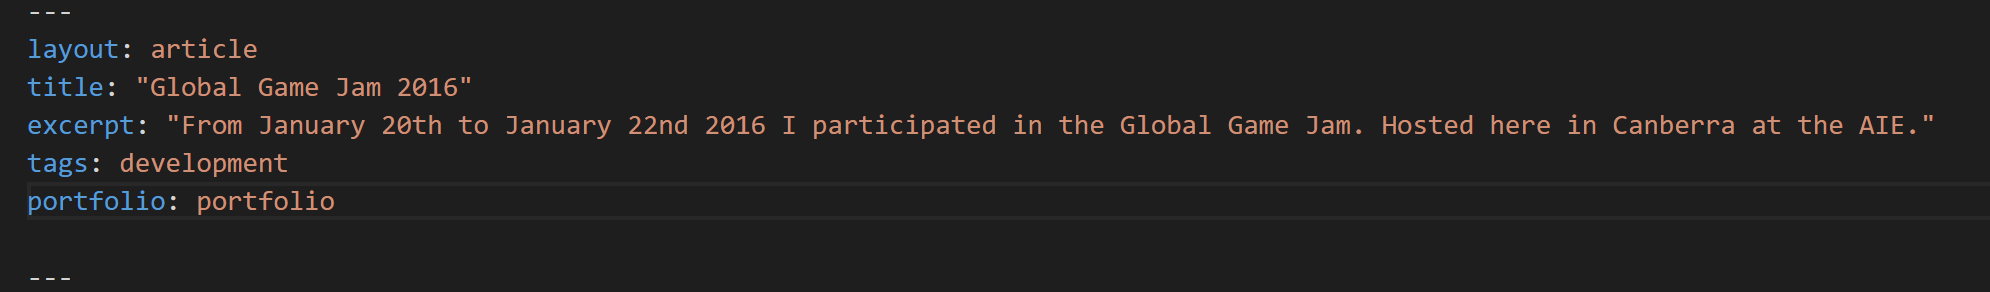 ---
layout: article
title: "Global Game Jam 2016"
excerpt: "From January 20th to January 22nd 2016 I participated in the Global Game Jam. Hosted here in Canberra at the AIE."
tags: development
portfolio: portfolio
---